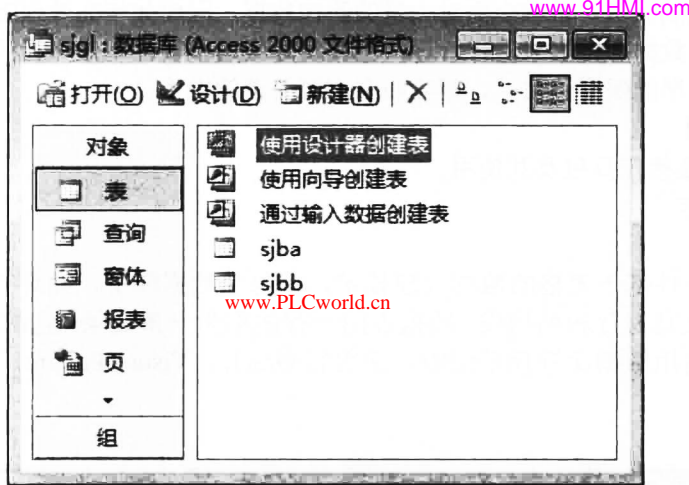 www.91HMI.com
sjgl : 数据库 (Access 2000 文件格式)
打开(O) 设计(D) 新建(N)
对象
表
查询
窗体
报表
页
组
使用设计器创建表
使用向导创建表
通过输入数据创建表
sjba
sjbb
www.PLCworld.cn